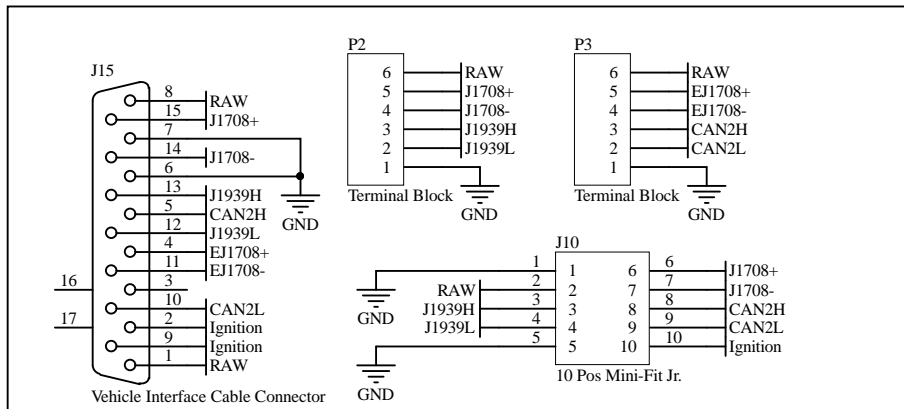 J15
8 RAW
15 J1708+
7
14 J1708-
6
13 J1939H
5 CAN2H
12 J1939L
4 EJ1708+
11 EJ1708-
16
3
10 CAN2L
17
2 Ignition
9 Ignition
1 RAW
GND
Vehicle Interface Cable Connector
P2
6 RAW
5 J1708+
4 J1708-
3 J1939H
2 J1939L
1
Terminal Block
GND
P3
6 RAW
5 EJ1708+
4 EJ1708-
3 CAN2H
2 CAN2L
1
Terminal Block
GND
J10
1 1 6 6 J1708+
RAW 2 2 7 7 J1708-
GND
J1939H 3 3 8 8 CAN2H
J1939L 4 4 9 9 CAN2L
5 5 10 10 Ignition
GND
10 Pos Mini-Fit Jr.